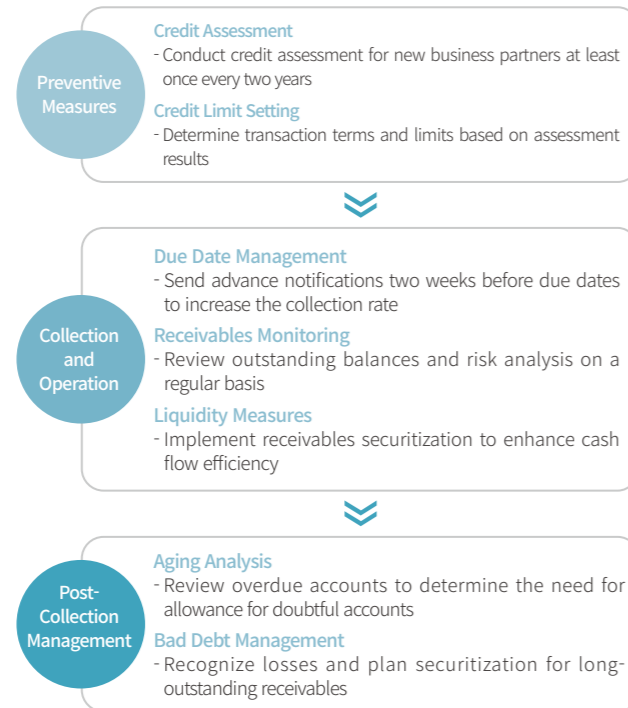 Preventive
Measures
Credit Assessment
- Conduct credit assessment for new business partners at least
once every two years
Credit Limit Setting
- Determine transaction terms and limits based on assessment
results
Collection
and
Operation
Due Date Management
- Send advance notifications two weeks before due dates
to increase the collection rate
Receivables Monitoring
- Review outstanding balances and risk analysis on a
regular basis
Liquidity Measures
- Implement receivables securitization to enhance cash
flow efficiency
Post-
Collection
Management
Aging Analysis
- Review overdue accounts to determine the need for
allowance for doubtful accounts
Bad Debt Management
- Recognize losses and plan securitization for long-
outstanding receivables